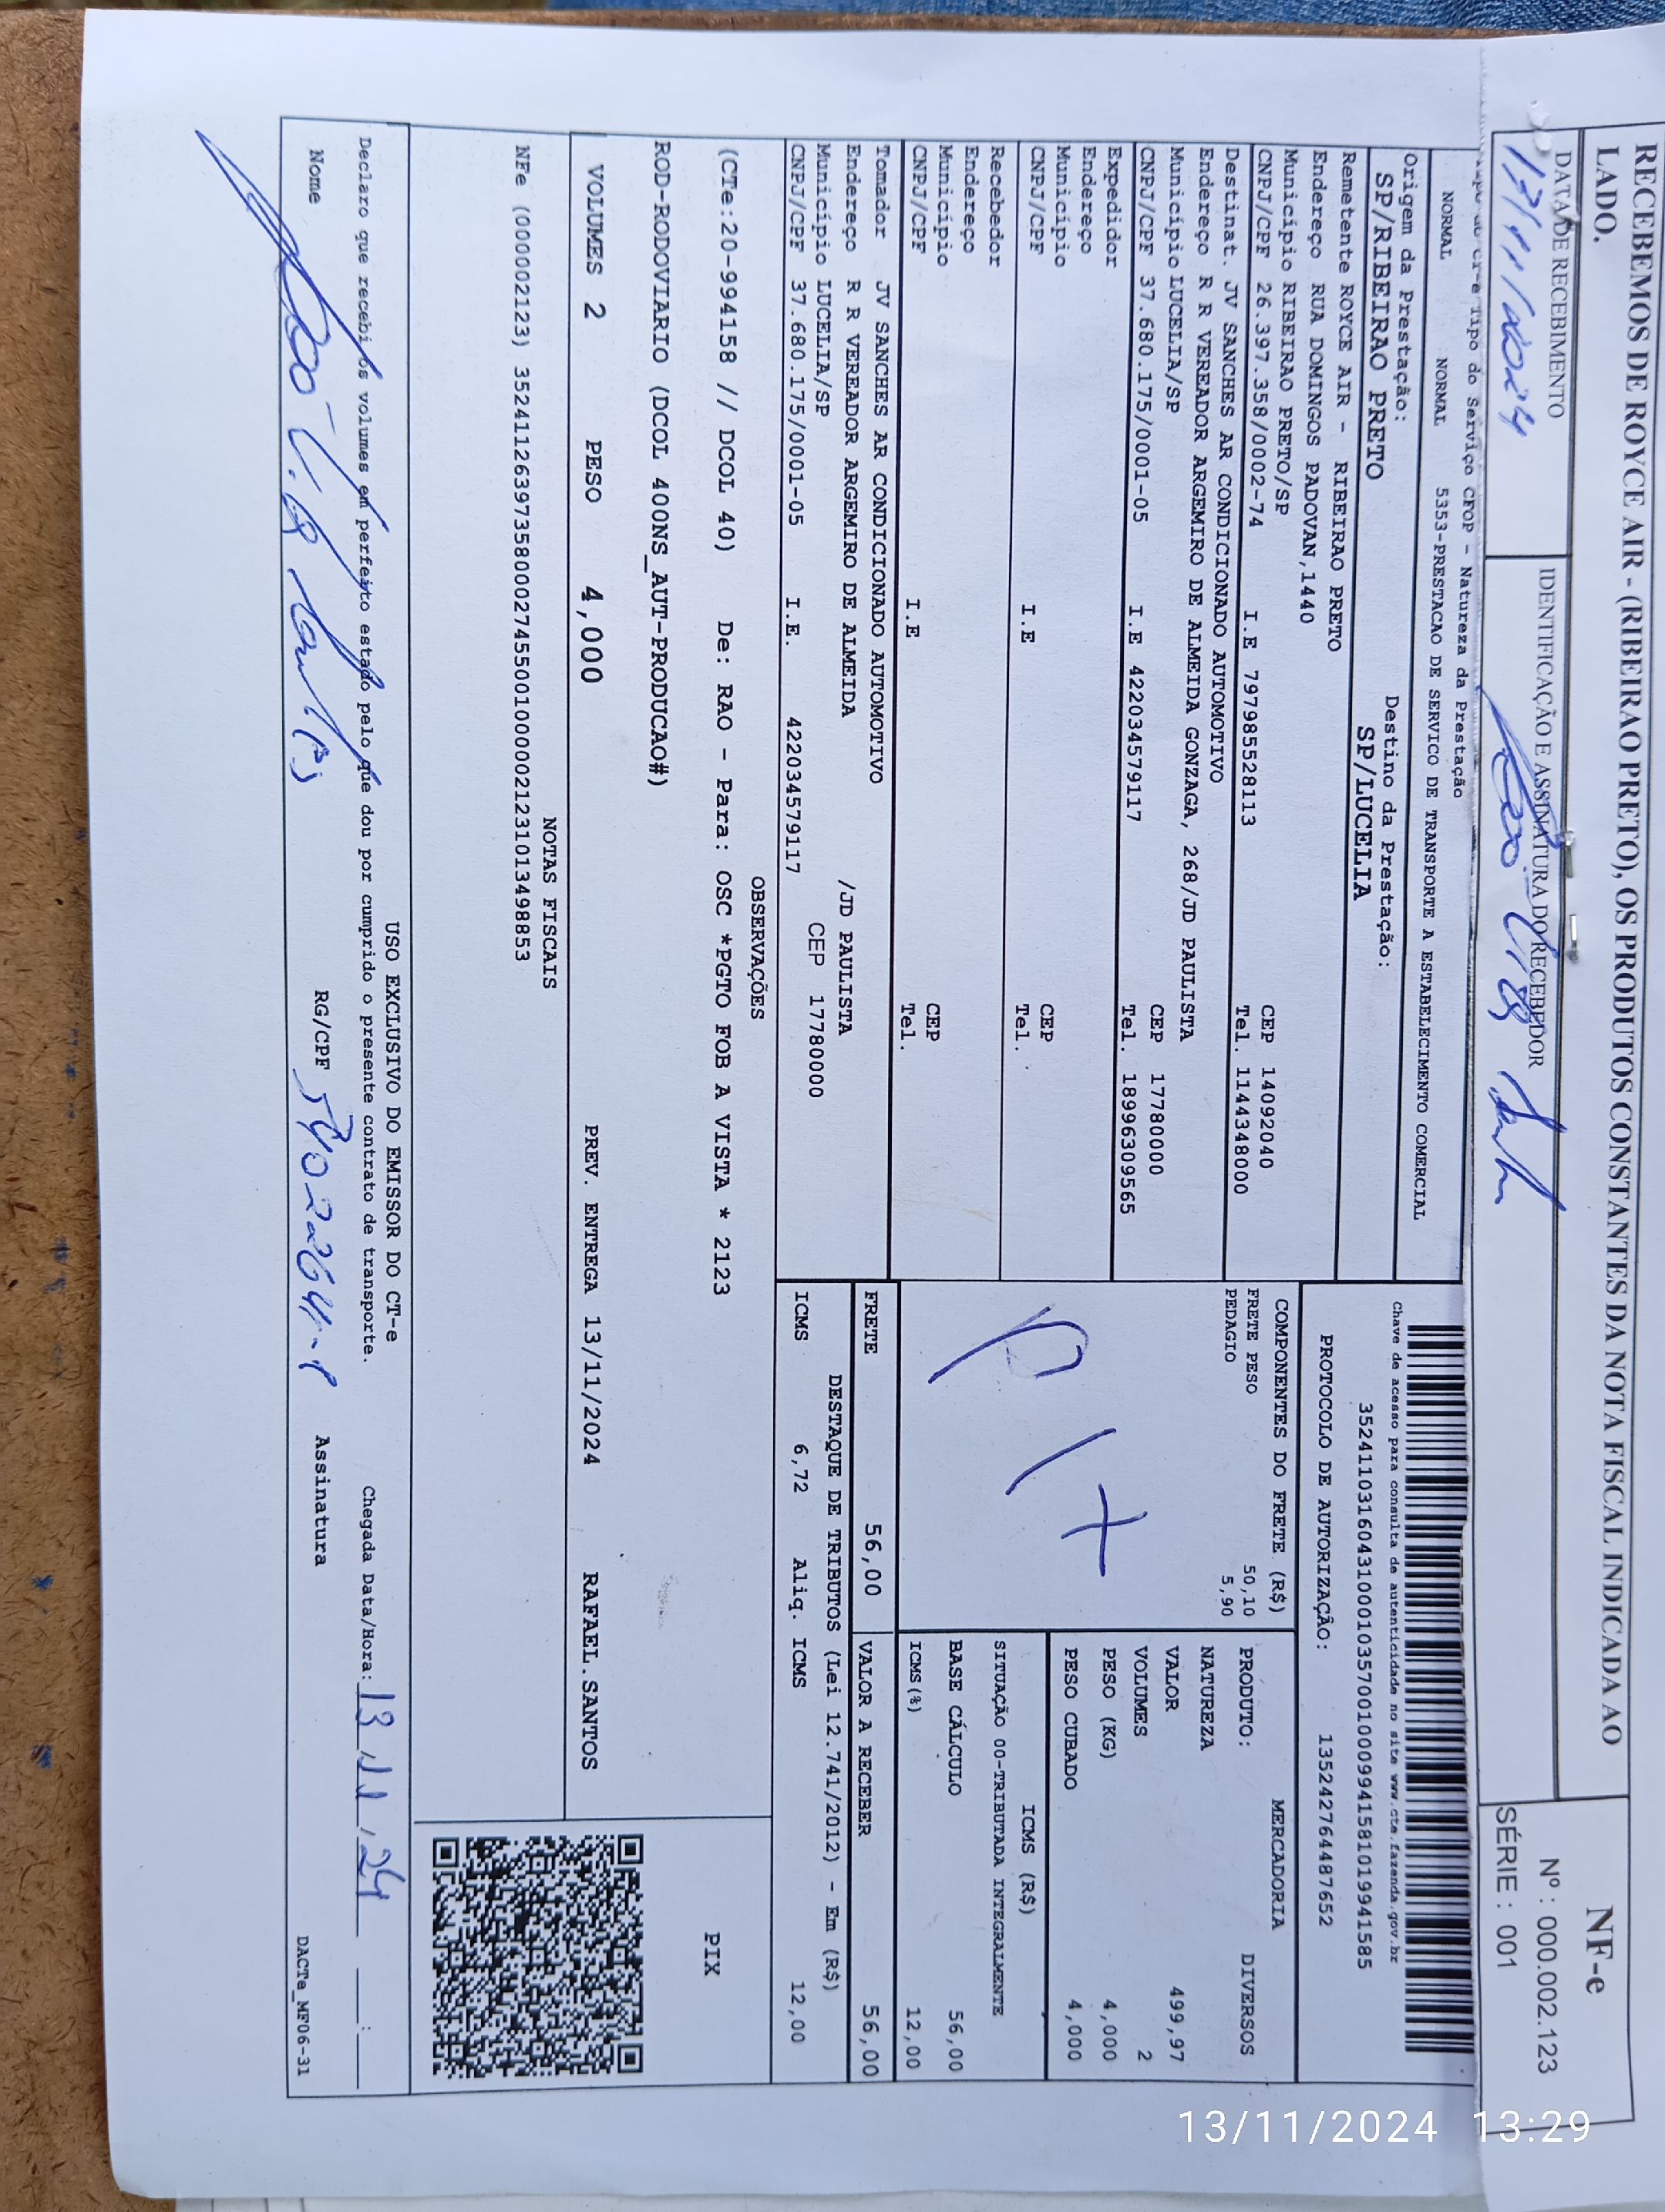 RECEBEMOS DE ROYCE AIR - (RIBEIRAO PRETO), OS PRODUTOS CONSTANTES DA NOTA FISCAL INDICADA AO
LADO.
NF-e
Nº : 000.002.123
SÉRIE : 001
DATA DE RECEBIMENTO
IDENTIFICAÇÃO E ASSINATURA DO RECEBEDOR
Tipo do Serviço CFOP - Natureza da Prestação
NORMAL NORMAL 5353-PRESTACAO DE SERVICO DE TRANSPORTE A ESTABELECIMENTO COMERCIAL
Origem da Prestação: Destino da Prestação:
SP/RIBEIRAO PRETO SP/LUCELIA
Chave de acesso para consulta de autenticidade no site www.cte.fazenda.gov.br
35241103160431000103570010009941581019941585
PROTOCOLO DE AUTORIZAÇÃO: 135242764487652
Remetente ROYCE AIR - RIBEIRAO PRETO
Endereço RUA DOMINGOS PADOVAN,1440
Município RIBEIRAO PRETO/SP CEP 14092040
CNPJ/CPF 26.397.358/0002-74 I.E 797985528113 Tel. 1144348000
Destinat. JV SANCHES AR CONDICIONADO AUTOMOTIVO
Endereço R R VEREADOR ARGEMIRO DE ALMEIDA GONZAGA, 268/JD PAULISTA
Município LUCELIA/SP CEP 17780000
CNPJ/CPF 37.680.175/0001-05 I.E 422034579117 Tel. 18996309565
Expedidor
Endereço
Município CEP
CNPJ/CPF I.E Tel.
Recebedor
Endereço
Município CEP
CNPJ/CPF I.E Tel.
Tomador JV SANCHES AR CONDICIONADO AUTOMOTIVO
Endereço R R VEREADOR ARGEMIRO DE ALMEIDA /JD PAULISTA
Município LUCELIA/SP CEP 17780000
CNPJ/CPF 37.680.175/0001-05 I.E. 422034579117
COMPONENTES DO FRETE (R$)
FRETE PESO 50,10
PEDAGIO 5,90
MERCADORIA
PRODUTO: DIVERSOS
NATUREZA
VALOR 499,97
VOLUMES 2
PESO (KG) 4,000
PESO CUBADO 4,000
ICMS (R$)
SITUAÇÃO 00-TRIBUTADA INTEGRALMENTE
BASE CÁLCULO 56,00
ICMS(%) 12,00
FRETE 56,00 VALOR A RECEBER 56,00
DESTAQUE DE TRIBUTOS (Lei 12.741/2012) - Em (R$)
ICMS 6,72 Aliq. ICMS 12,00
OBSERVAÇÕES
(CTe:20-994158 // DCOL 40) De: RAO - Para: OSC *PGTO FOB A VISTA * 2123
ROD-RODOVIARIO (DCOL 400NS_AUT-PRODUCAO#)
PIX
VOLUMES 2 PESO 4,000 PREV. ENTREGA 13/11/2024 RAFAEL.SANTOS
NOTAS FISCAIS
NFe (000002123) 35241126397358000274550010000021231013498853
USO EXCLUSIVO DO EMISSOR DO CT-e
Declaro que recebi os volumes em perfeito estado pelo que dou por cumprido o presente contrato de transporte. Chegada Data/Hora: 13/11/24 :
Nome RG/CPF Assinatura DACTe_MF06-31
13/11/2024 13:29